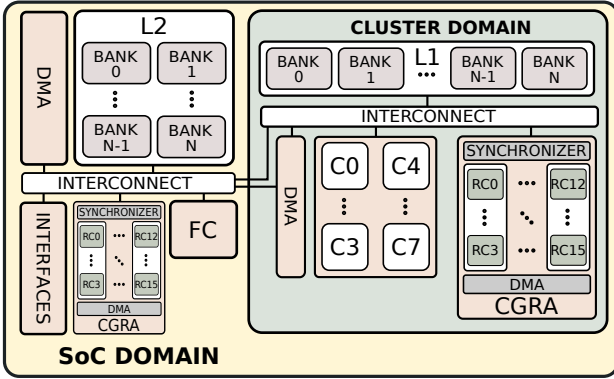 DMA
L2
BANK
0
BANK
1
BANK
N-1
BANK
N
INTERCONNECT
INTERFACES
SYNCHRONIZER
RC0 ... RC12
RC3 ... RC15
DMA
CGRA
FC
SoC DOMAIN
CLUSTER DOMAIN
L1
BANK
0
BANK
1
...
BANK
N-1
BANK
N
INTERCONNECT
DMA
C0 C4
C3 C7
SYNCHRONIZER
RC0 ... RC12
RC3 ... RC15
DMA
CGRA